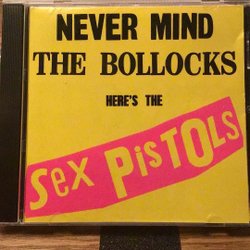 NEVER MIND
THE BOLLOCKS
HERE'S THE
Sex PisTOLs